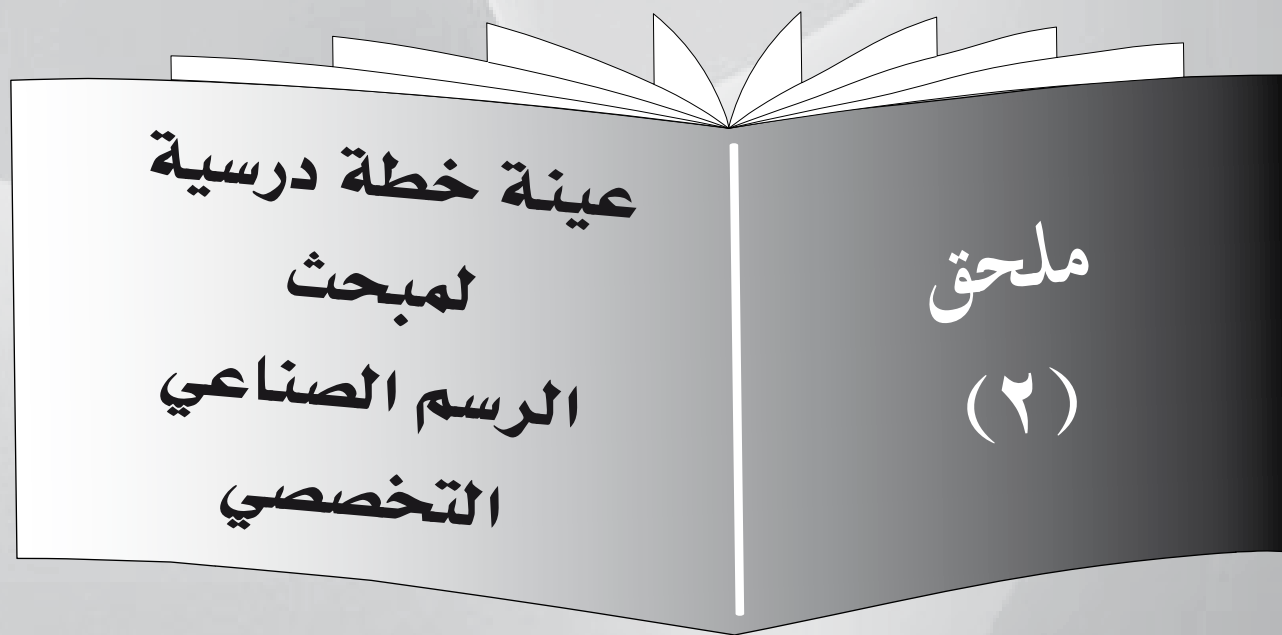 ملحق
(٢)
عينة خطة درسية
لمبحث
الرسم الصناعي
التخصصي